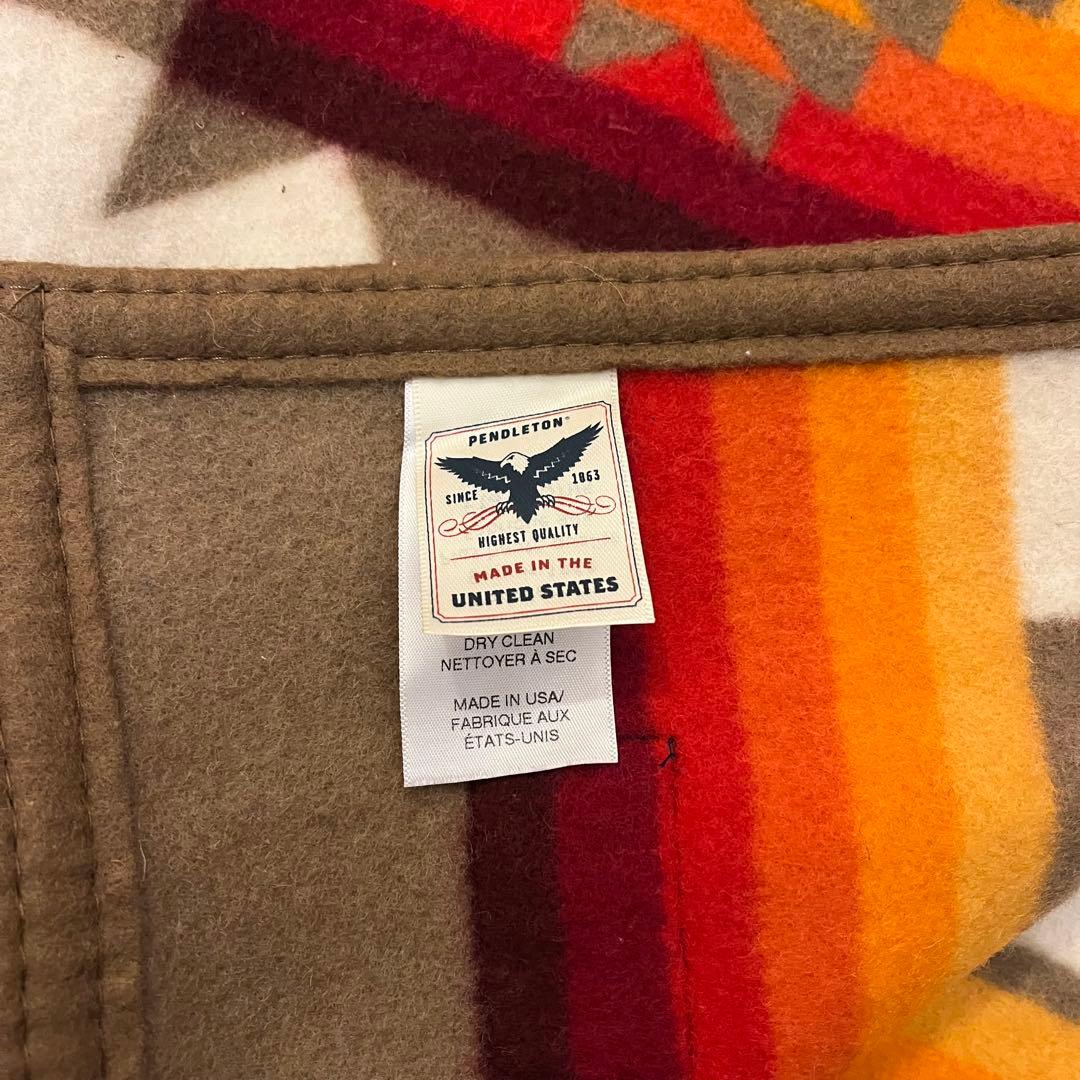 PENDLETON®
SINCE 1863
HIGHEST QUALITY
MADE IN THE
UNITED STATES
DRY CLEAN
NETTOYER À SEC
MADE IN USA/
FABRIQUE AUX
ÉTATS-UNIS